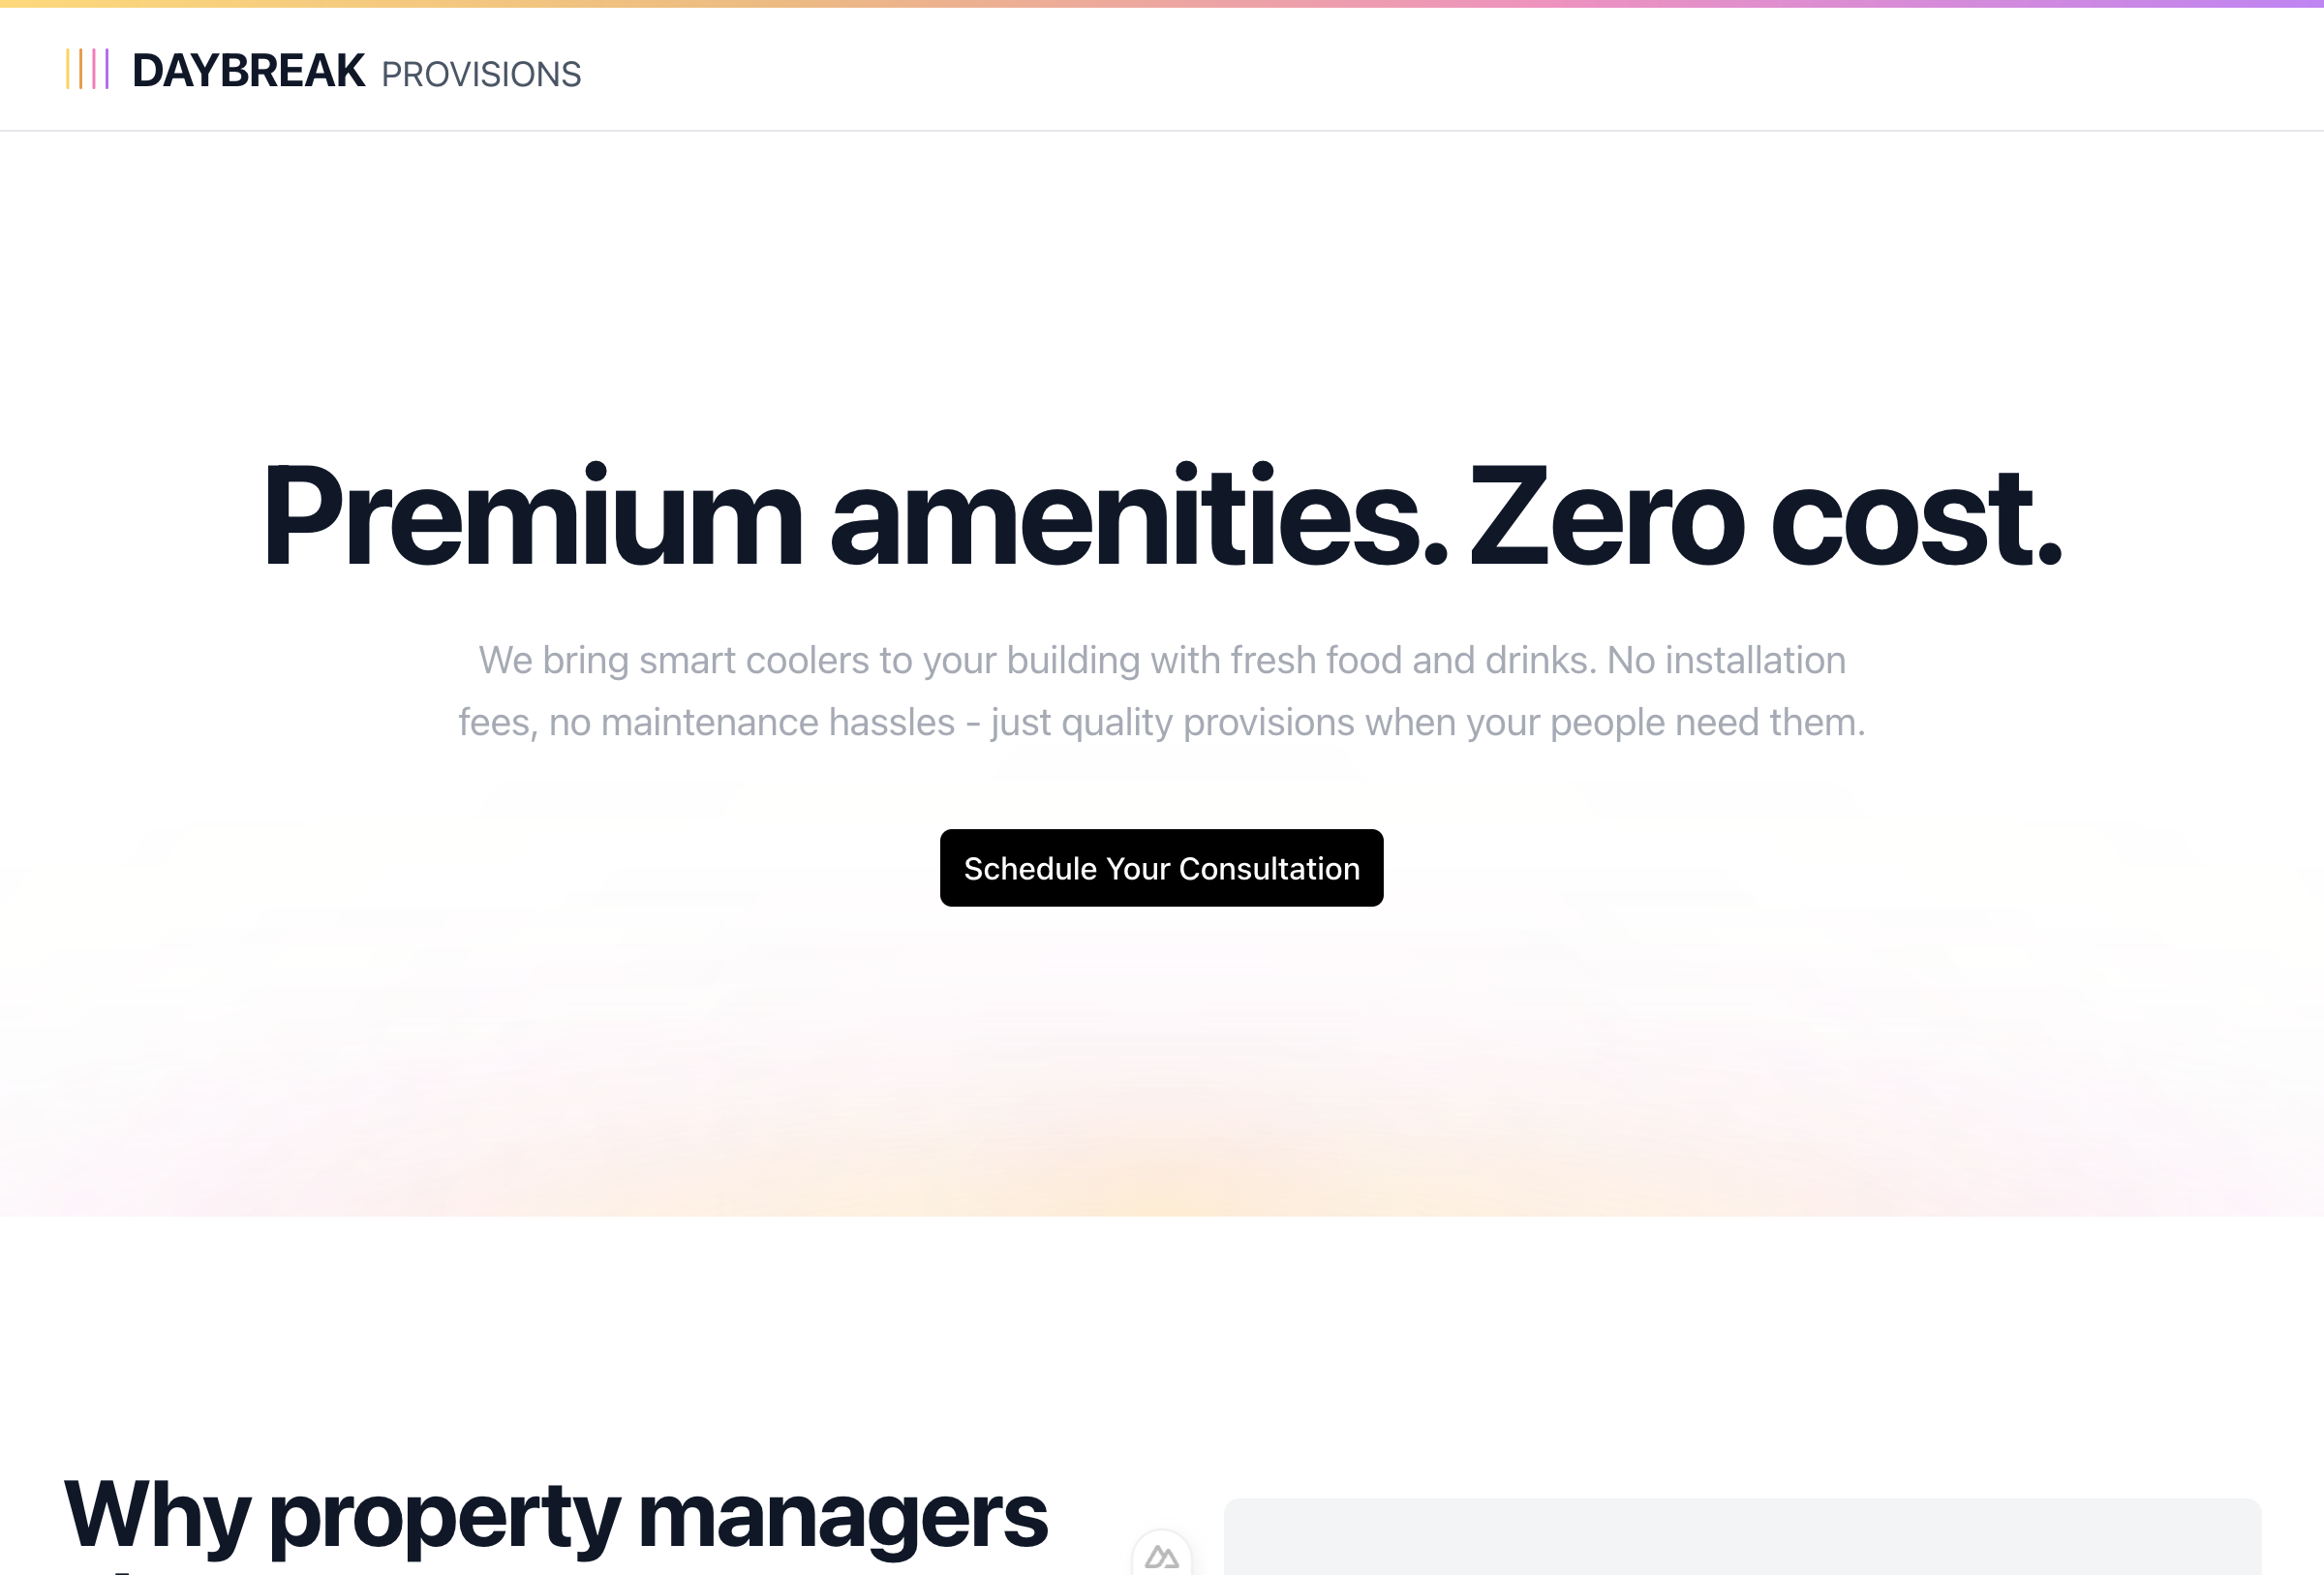 DAYBREAK PROVISIONS
Premium amenities. Zero cost.
We bring smart coolers to your building with fresh food and drinks. No installation
fees, no maintenance hassles - just quality provisions when your people need them.
Schedule Your Consultation
Why property managers